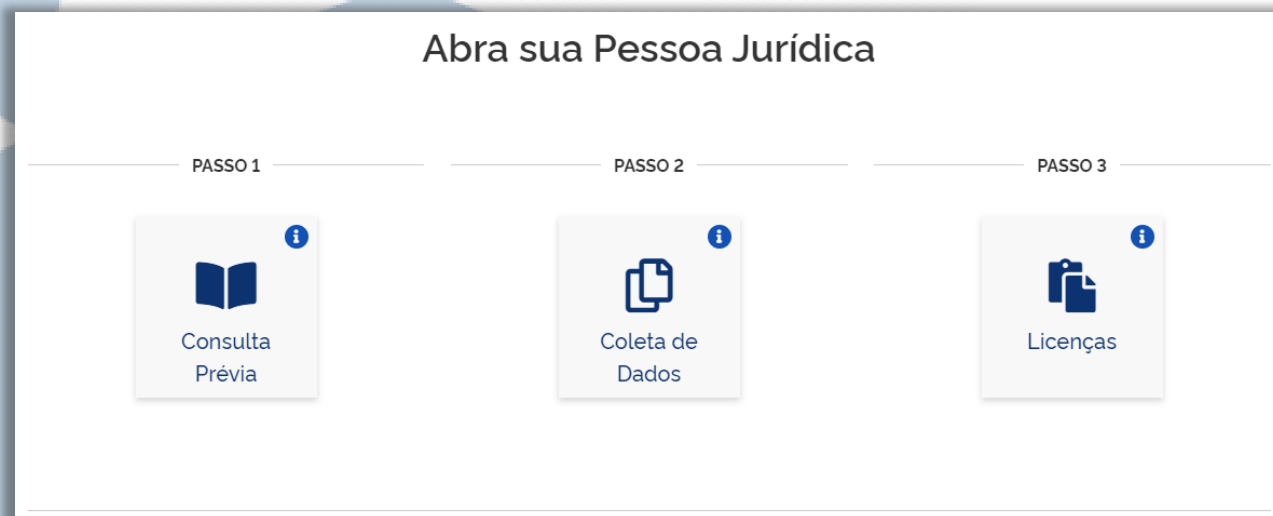 Abra sua Pessoa Jurídica
PASSO 1
PASSO 2
PASSO 3
Consulta
Prévia
Coleta de
Dados
Licenças